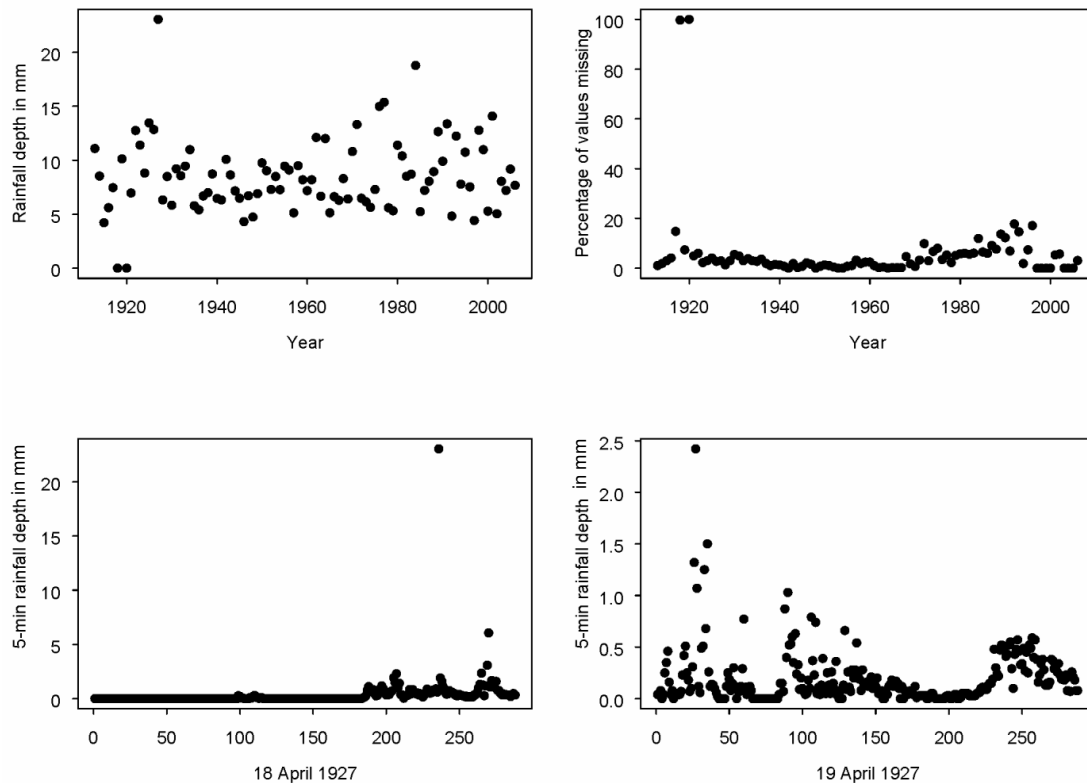 Rainfall depth in mm
20
15
10
5
0
1920 1940 1960 1980 2000
Year
Percentage of values missing
100
80
60
40
20
0
1920 1940 1960 1980 2000
Year
5-min rainfall depth in mm
20
15
10
5
0
0 50 100 150 200 250
18 April 1927
5-min rainfall depth in mm
2.5
2.0
1.5
1.0
0.5
0.0
0 50 100 150 200 250
19 April 1927